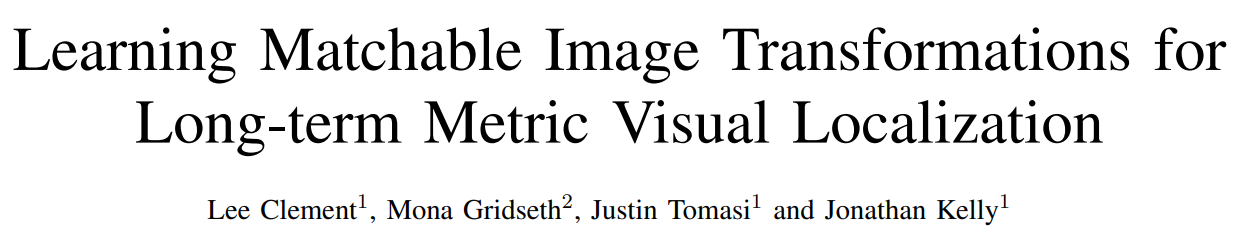 Learning Matchable Image Transformations for
Long-term Metric Visual Localization
Lee Clement¹, Mona Gridseth², Justin Tomasi¹ and Jonathan Kelly¹